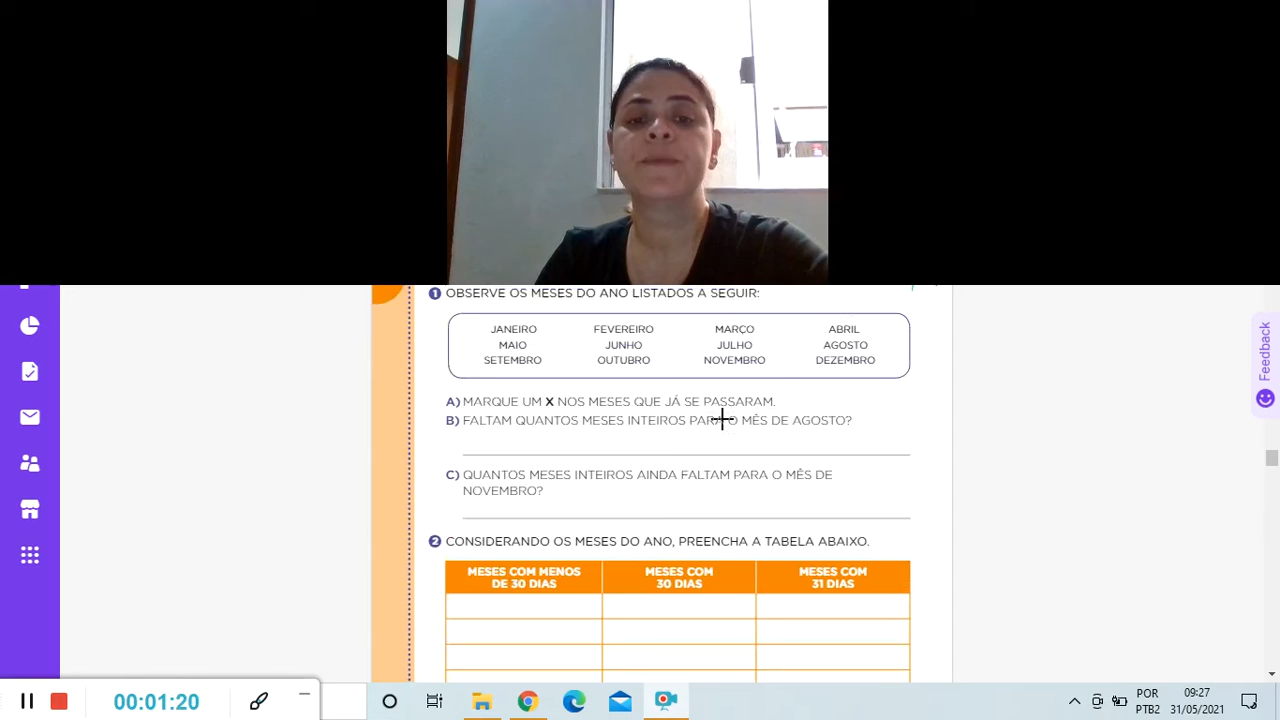 1 OBSERVE OS MESES DO ANO LISTADOS A SEGUIR:
JANEIRO FEVEREIRO MARÇO ABRIL
MAIO JUNHO JULHO AGOSTO
SETEMBRO OUTUBRO NOVEMBRO DEZEMBRO
A) MARQUE UM X NOS MESES QUE JÁ SE PASSARAM.
B) FALTAM QUANTOS MESES INTEIROS PARA O MÊS DE AGOSTO?
C) QUANTOS MESES INTEIROS AINDA FALTAM PARA O MÊS DE
NOVEMBRO?
2 CONSIDERANDO OS MESES DO ANO, PREENCHA A TABELA ABAIXO.
MESES COM MENOS
DE 30 DIAS
MESES COM
30 DIAS
MESES COM
31 DIAS
Feedback
00:01:20
POR
PTB2
09:27
31/05/2021